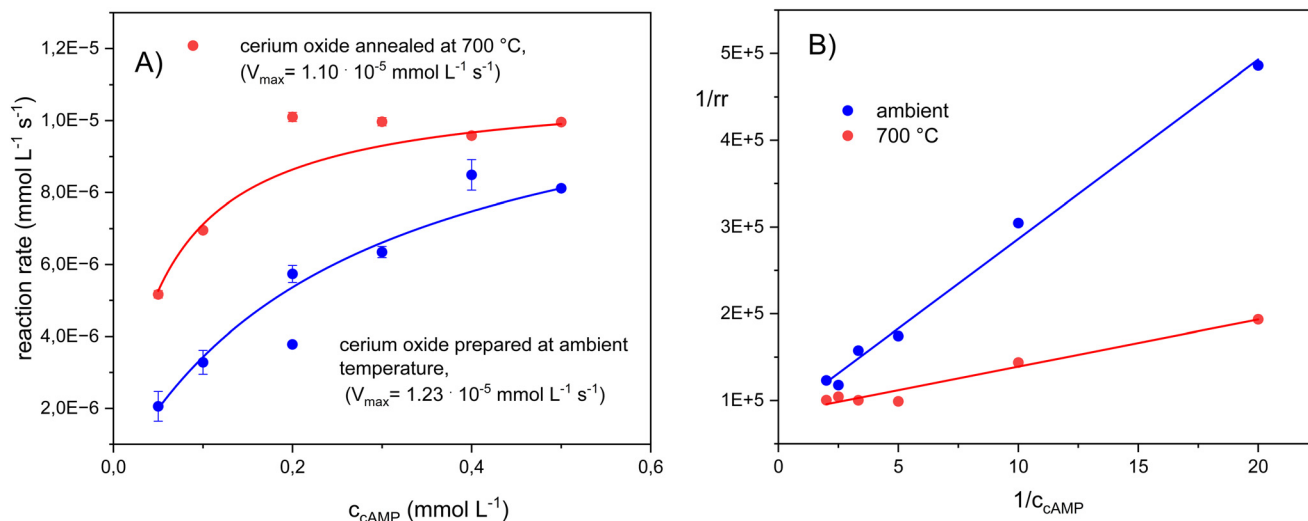 A)
cerium oxide annealed at 700 °C,
(Vmax= 1.10 · 10⁻⁵ mmol L⁻¹ s⁻¹)
cerium oxide prepared at ambient
temperature,
(Vmax= 1.23 · 10⁻⁵ mmol L⁻¹ s⁻¹)
reaction rate (mmol L⁻¹ s⁻¹)
1,2E−5
1,0E−5
8,0E−6
6,0E−6
4,0E−6
2,0E−6
0,0
0,2
0,4
0,6
ccAMP (mmol L⁻¹)
B)
1/rr
ambient
700 °C
5E+5
4E+5
3E+5
2E+5
1E+5
0
5
10
15
20
1/ccAMP